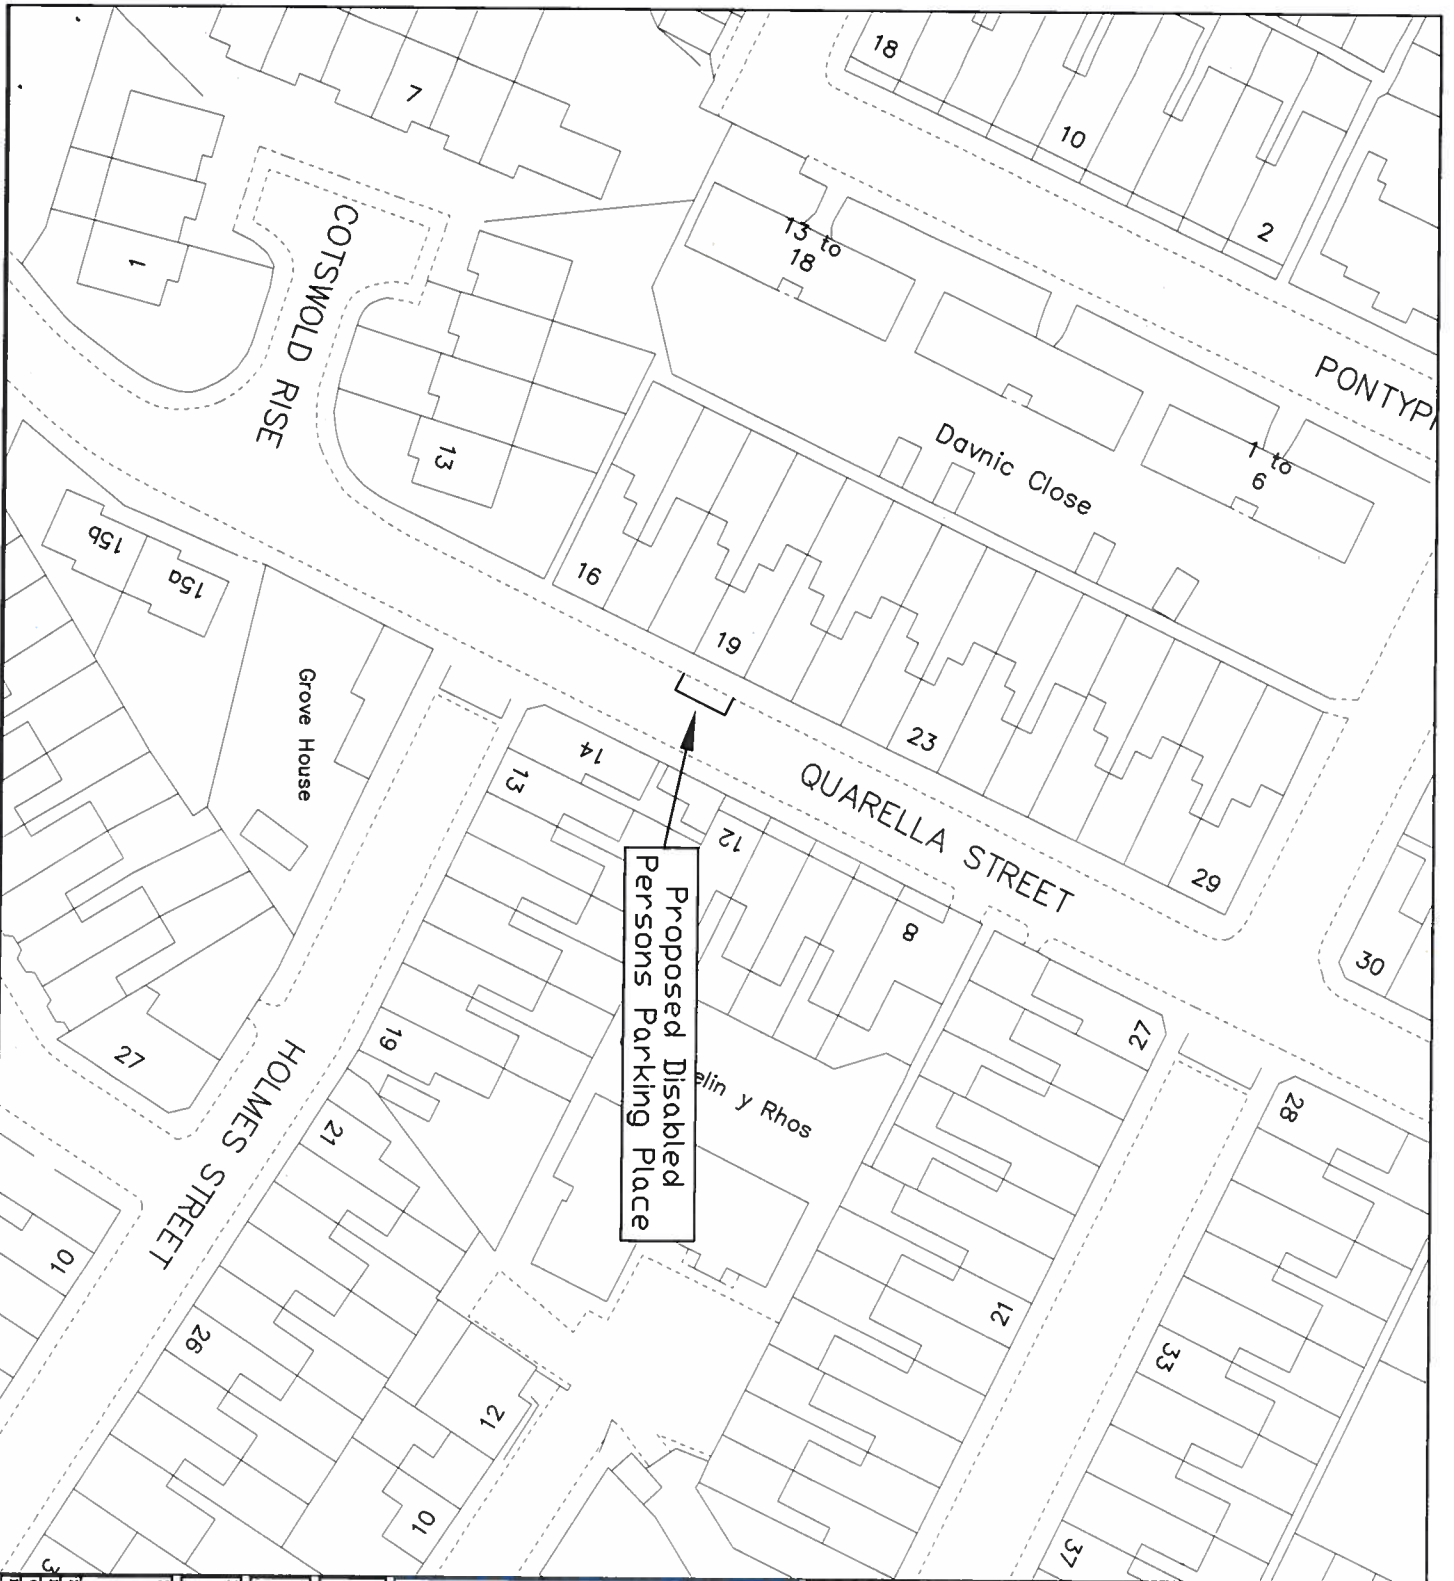 18
7
10
2
13 to
18
1
COTSWOLD RISE
PONTYP
13
Davnic Close
1 to
6
15b
15a
16
19
Grove House
14
13
23
QUARELLA STREET
12
29
8
30
Proposed Disabled
Persons Parking Place
27
19
elin y Rhos
27
28
HOLMES STREET
21
10
26
21
33
12
10
37
3